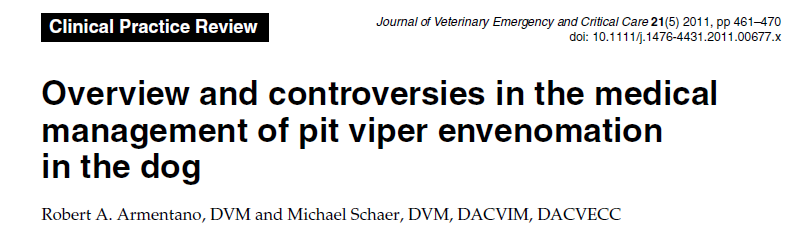 Clinical Practice Review
Journal of Veterinary Emergency and Critical Care 21(5) 2011, pp 461–470
doi: 10.1111/j.1476-4431.2011.00677.x
Overview and controversies in the medical
management of pit viper envenomation
in the dog
Robert A. Armentano, DVM and Michael Schaer, DVM, DACVIM, DACVECC